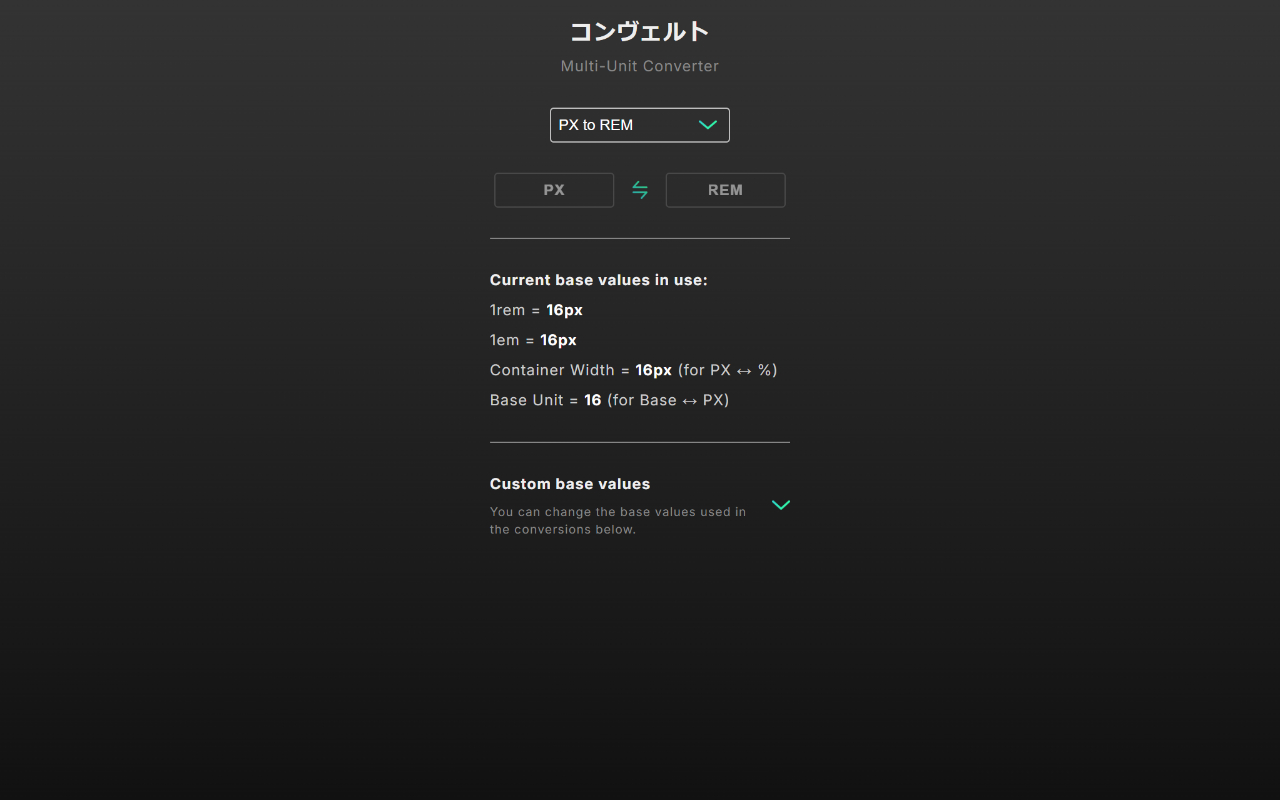 コンヴェルト
Multi-Unit Converter
PX to REM
PX
REM
Current base values in use:
1rem = 16px
1em = 16px
Container Width = 16px (for PX ↔ %)
Base Unit = 16 (for Base ↔ PX)
Custom base values
You can change the base values used in
the conversions below.